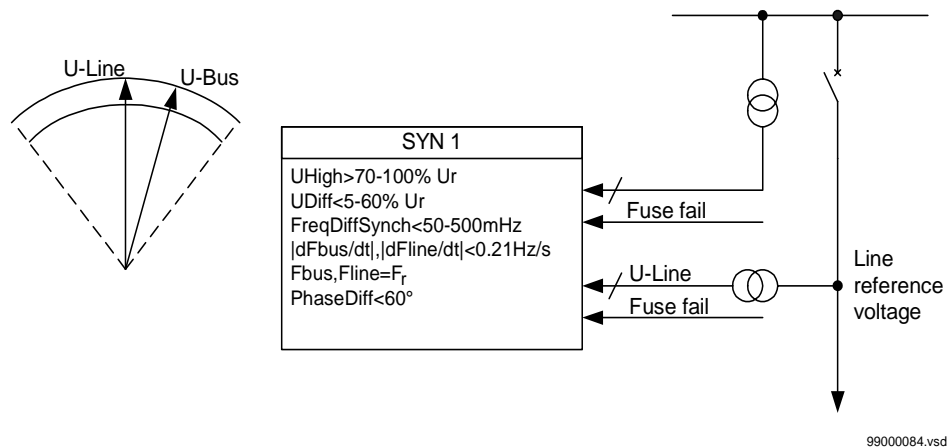 U-Line
U-Bus
SYN 1
UHigh>70-100% Ur
UDiff<5-60% Ur
FreqDiffSynch<50-500mHz
|dFbus/dt|,|dFline/dt|<0.21Hz/s
Fbus,Fline=Fr
PhaseDiff<60°
Fuse fail
U-Line
Fuse fail
Line
reference
voltage
99000084.vsd